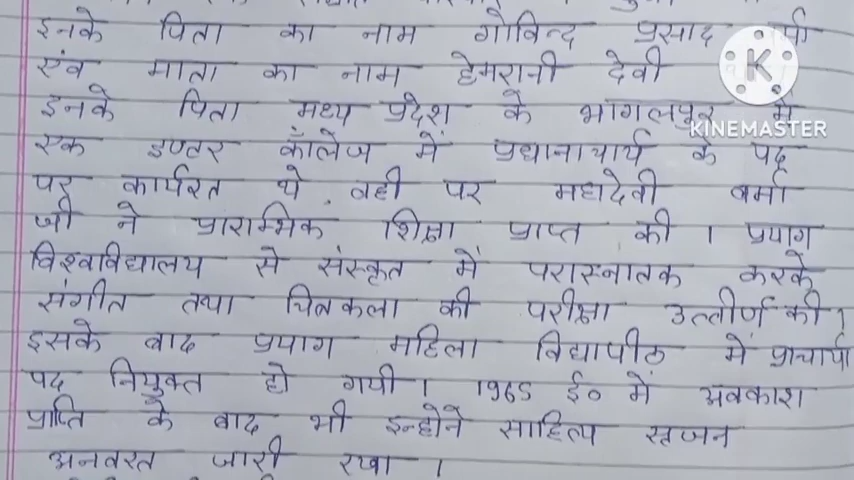 इनके पिता का नाम गोविन्द प्रसाद
एंव माता का नाम हेमरानी देवी
इनके पिता मध्य प्रदेश के भागलपुर में
एक इण्टर कॉलेज में प्रधानाचार्य के पद
पर कार्यरत थे वही पर महादेवी वर्मा
जी ने प्रारम्भिक शिक्षा प्राप्त की । प्रयाग
विश्वविद्यालय से संस्कृत में परास्नातक करके
संगीत तथा चित्रकला की परीक्षा उत्तीर्ण की।
इसके बाद प्रयाग महिला विद्यापीठ में प्राचार्या
पद नियुक्त हो गयी । 1965 ई० में अवकाश
प्राप्ति के बाद भी इन्होने साहित्य सृजन
अनवरत जारी रखा ।
KINEMASTER